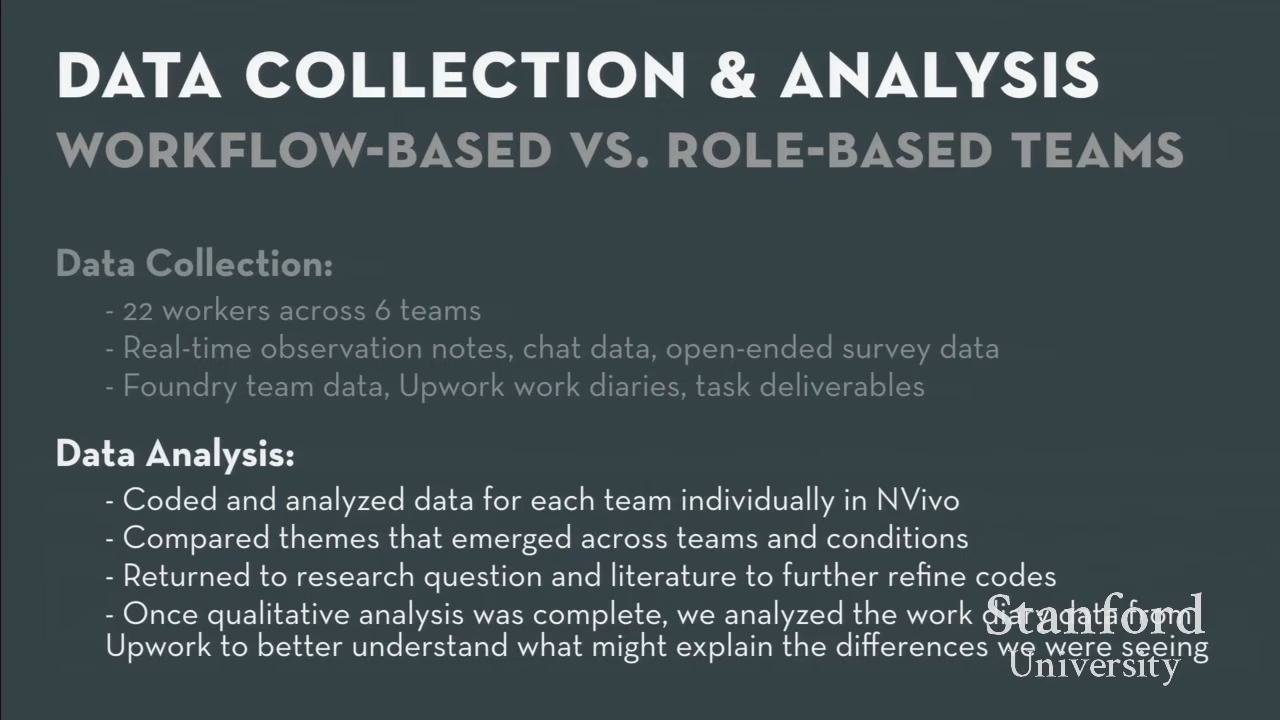 DATA COLLECTION & ANALYSIS
WORKFLOW-BASED VS. ROLE-BASED TEAMS
Data Collection:
- 22 workers across 6 teams
- Real-time observation notes, chat data, open-ended survey data
- Foundry team data, Upwork work diaries, task deliverables
Data Analysis:
- Coded and analyzed data for each team individually in NVivo
- Compared themes that emerged across teams and conditions
- Returned to research question and literature to further refine codes
- Once qualitative analysis was complete, we analyzed the work diary data from
Upwork to better understand what might explain the differences we were seeing
Stanford
University